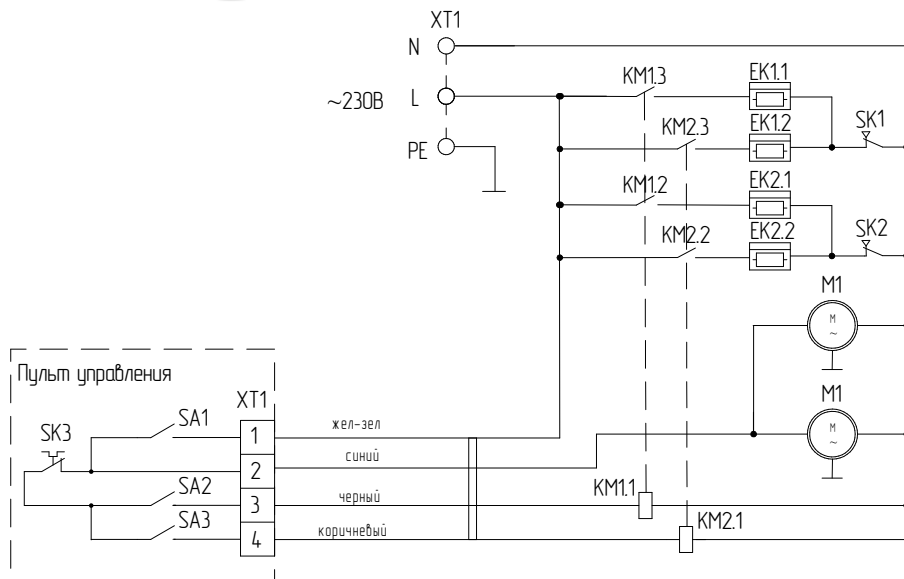 XT1
N
KM1.3
EK1.1
~230В
L
SK1
KM2.3
EK1.2
PE
KM1.2
EK2.1
SK2
KM2.2
EK2.2
M1
M
~
Пульт управления
M1
XT1
SA1
жел-зел
M
~
SK3
1
синий
2
SA2
черный
KM1.1
3
SA3
коричневый
KM2.1
4